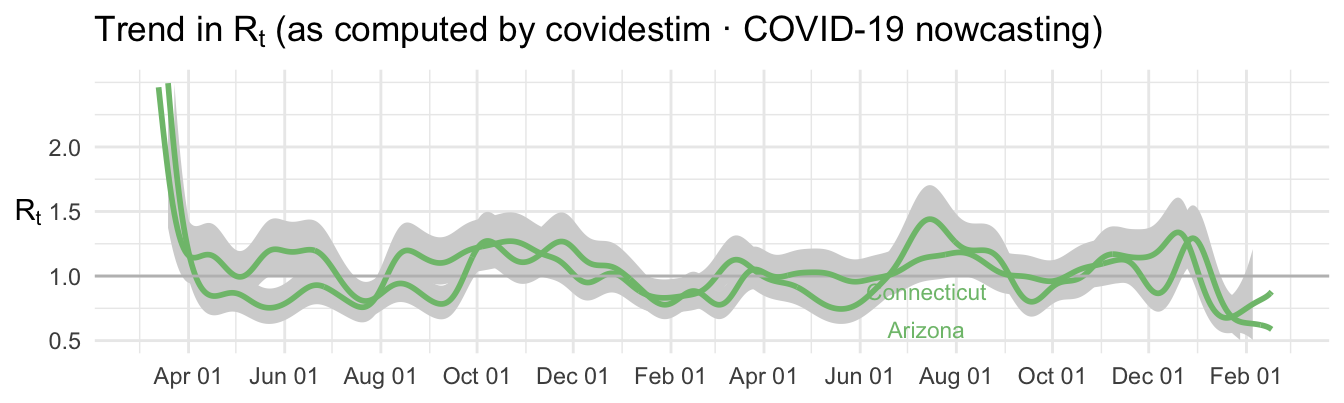 Trend in Rt (as computed by covidestim · COVID-19 nowcasting)
2.0
Rt 1.5
1.0
Connecticut
Arizona
0.5
Apr 01 Jun 01 Aug 01 Oct 01 Dec 01 Feb 01 Apr 01 Jun 01 Aug 01 Oct 01 Dec 01 Feb 01